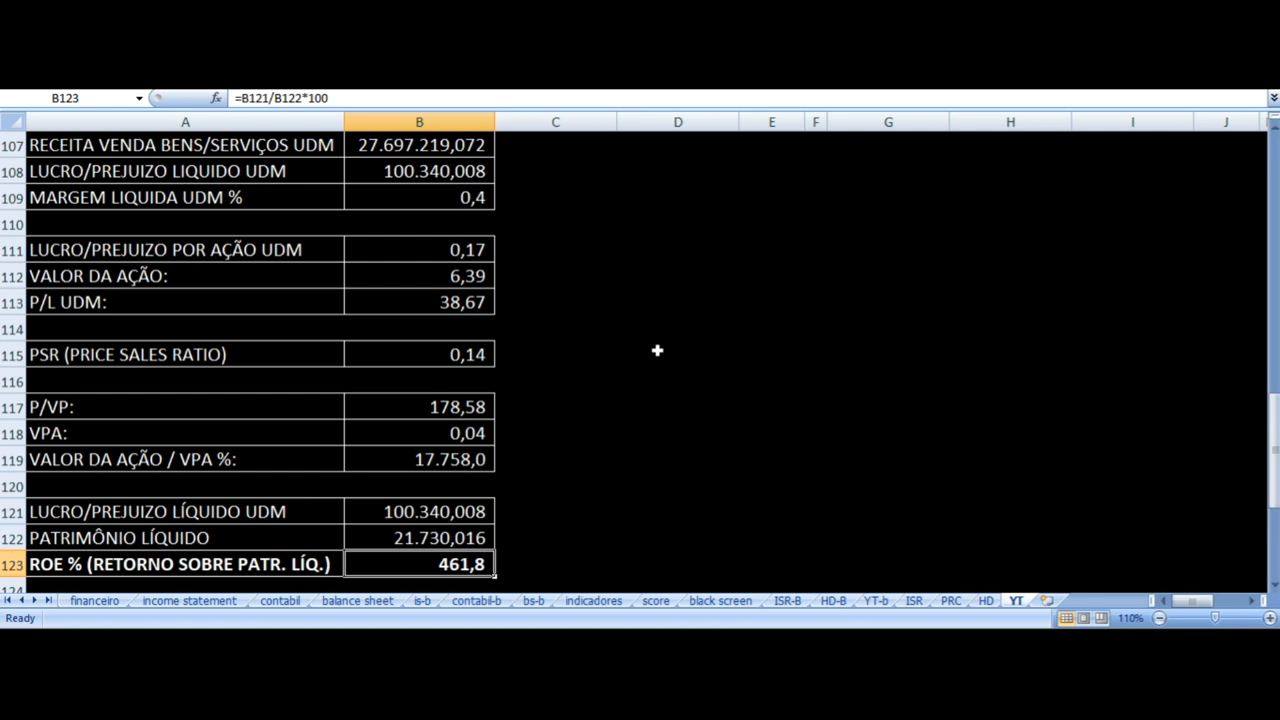 B123 fx =B121/B122*100
A B C D E F G H I J
107 RECEITA VENDA BENS/SERVIÇOS UDM 27.697.219,072
108 LUCRO/PREJUIZO LIQUIDO UDM 100.340,008
109 MARGEM LIQUIDA UDM % 0,4
110
111 LUCRO/PREJUIZO POR AÇÃO UDM 0,17
112 VALOR DA AÇÃO: 6,39
113 P/L UDM: 38,67
114
115 PSR (PRICE SALES RATIO) 0,14
116
117 P/VP: 178,58
118 VPA: 0,04
119 VALOR DA AÇÃO / VPA %: 17.758,0
120
121 LUCRO/PREJUIZO LÍQUIDO UDM 100.340,008
122 PATRIMÔNIO LÍQUIDO 21.730,016
123 ROE % (RETORNO SOBRE PATR. LÍQ.) 461,8
124
financeiro income statement contabil balance sheet is-b contabil-b bs-b indicadores score black screen ISR-B HD-B YT-b ISR PRC HD YT
Ready 110%